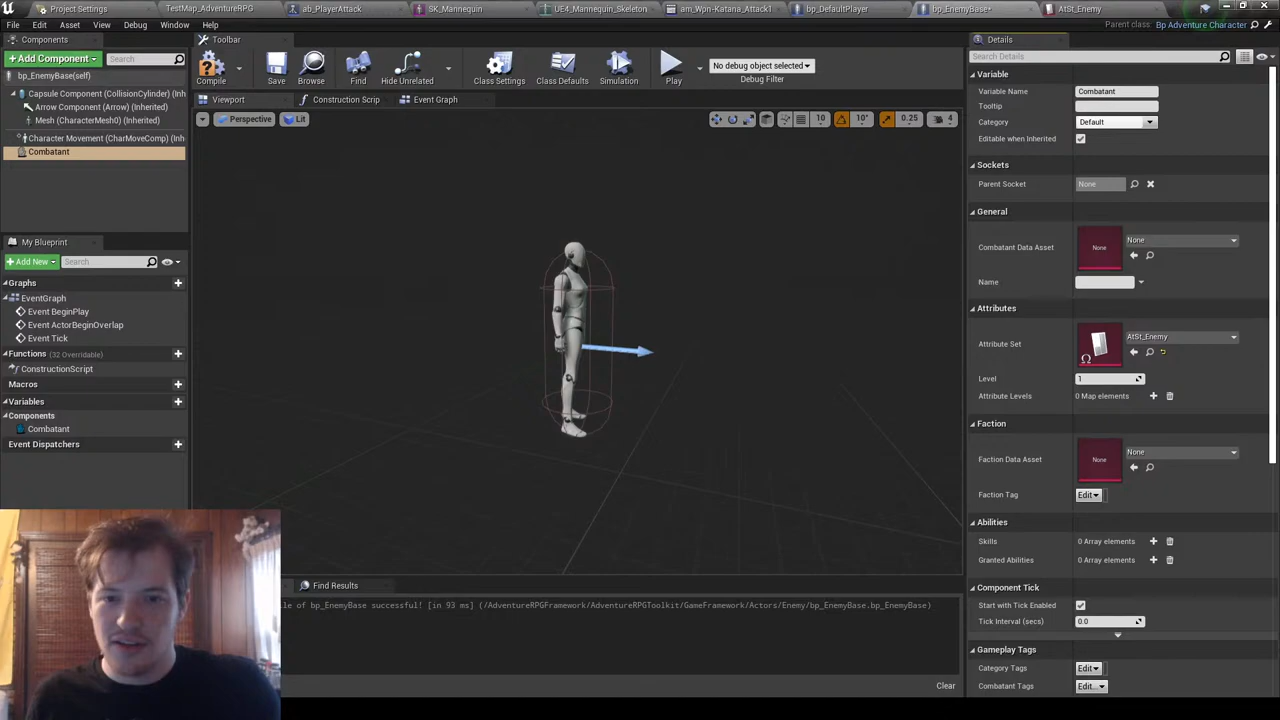 Project Settings
TestMap_AdventureRPG
ab_PlayerAttack
SK_Mannequin
UE4_Mannequin_Skeleton
am_Wpn-Katana_Attack1
bp_DefaultPlayer
bp_EnemyBase*
AtSt_Enemy
File Edit Asset View Debug Window Help
Parent class: Bp Adventure Character
Components
+ Add Component
Search
bp_EnemyBase(self)
Capsule Component (CollisionCylinder) (Inh
Arrow Component (Arrow) (Inherited)
Mesh (CharacterMesh0) (Inherited)
Character Movement (CharMoveComp) (Inh
Combatant
My Blueprint
+ Add New
Search
Graphs
EventGraph
Event BeginPlay
Event ActorBeginOverlap
Event Tick
Functions (32 Overridable)
ConstructionScript
Macros
Variables
Components
Combatant
Event Dispatchers
Toolbar
Compile
Save
Browse
Find
Hide Unrelated
Class Settings
Class Defaults
Simulation
Play
No debug object selected
Debug Filter
Viewport
Construction Scrip
Event Graph
Perspective
Lit
10
10°
0.25
4
Find Results
le of bp_EnemyBase successful! [in 93 ms] (/AdventureRPGFramework/AdventureRPGToolkit/GameFramework/Actors/Enemy/bp_EnemyBase.bp_EnemyBase)
Clear
Details
Search Details
Variable
Variable Name Combatant
Tooltip
Category Default
Editable when Inherited
Sockets
Parent Socket None
General
Combatant Data Asset None None
Name
Attributes
Attribute Set AtSt_Enemy
Level 1
Attribute Levels 0 Map elements
Faction
Faction Data Asset None None
Faction Tag Edit
Abilities
Skills 0 Array elements
Granted Abilities 0 Array elements
Component Tick
Start with Tick Enabled
Tick Interval (secs) 0.0
Gameplay Tags
Category Tags Edit
Combatant Tags Edit...